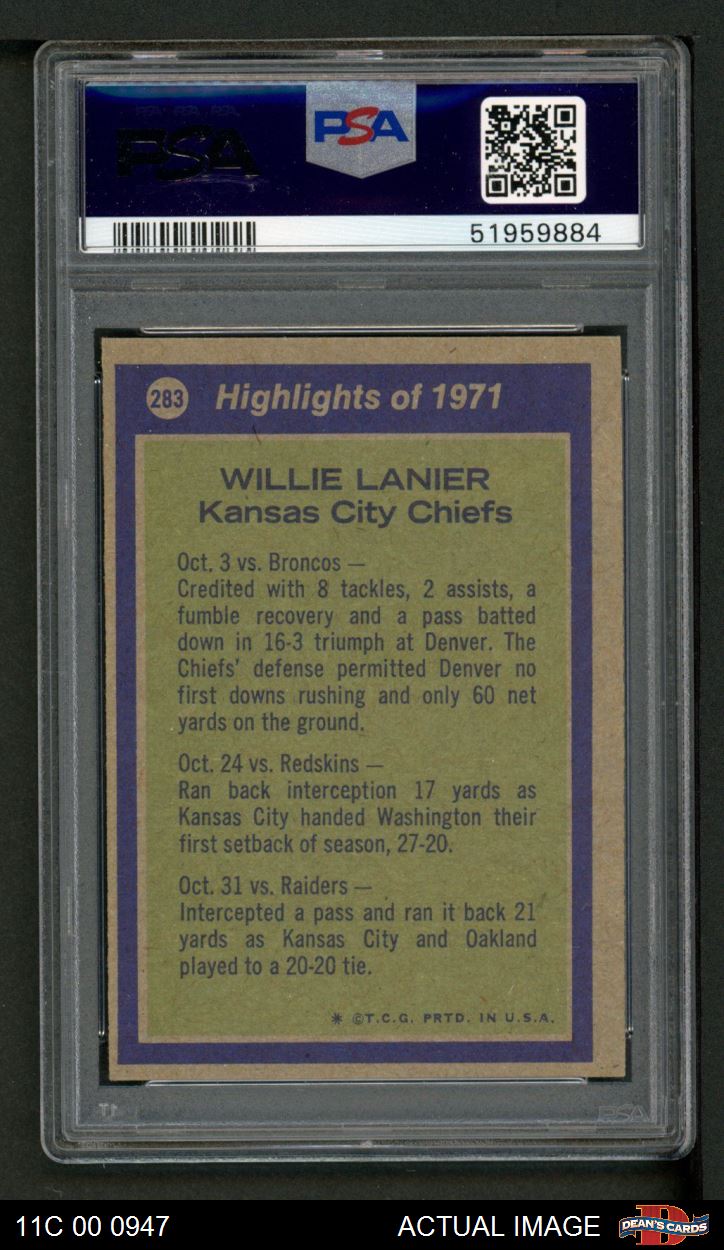 PSA PSA PSA
PSA
PSA
51959884
283 Highlights of 1971
WILLIE LANIER
Kansas City Chiefs
Oct. 3 vs. Broncos —
Credited with 8 tackles, 2 assists, a
fumble recovery and a pass batted
down in 16-3 triumph at Denver. The
Chiefs' defense permitted Denver no
first downs rushing and only 60 net
yards on the ground.
Oct. 24 vs. Redskins —
Ran back interception 17 yards as
Kansas City handed Washington their
first setback of season, 27-20.
Oct. 31 vs. Raiders —
Intercepted a pass and ran it back 21
yards as Kansas City and Oakland
played to a 20-20 tie.
* ©T.C.G. PRTD. IN U.S.A.
PSA
11C 00 0947
ACTUAL IMAGE
DEAN'S CARDS